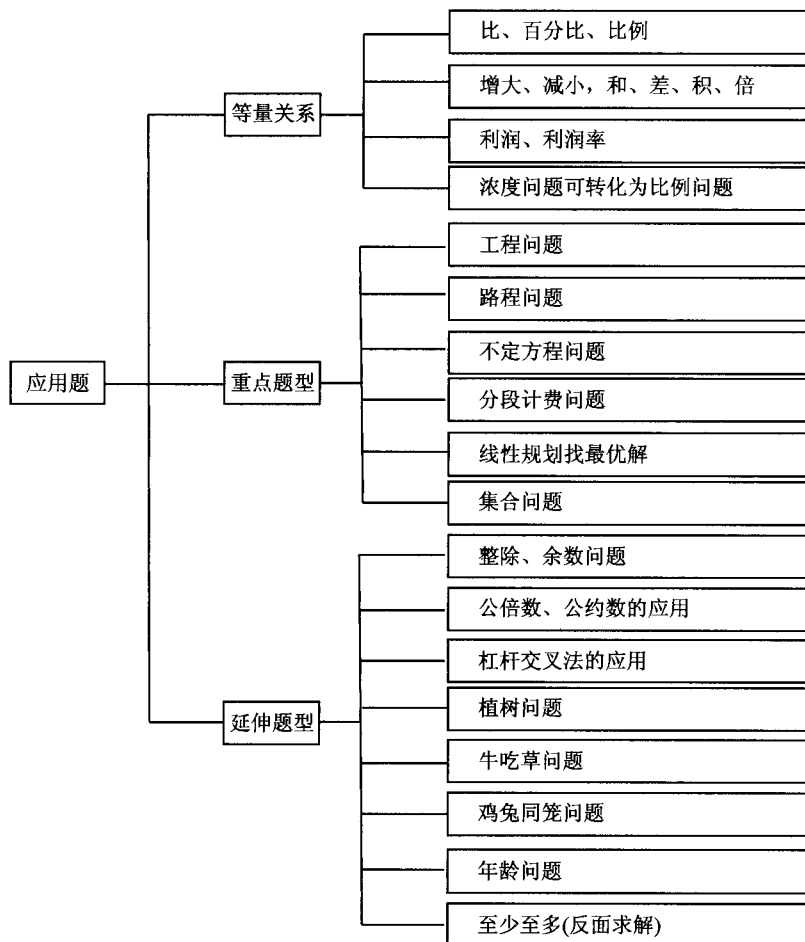 应用题
等量关系
比、百分比、比例
增大、减小，和、差、积、倍
利润、利润率
浓度问题可转化为比例问题
重点题型
工程问题
路程问题
不定方程问题
分段计费问题
线性规划找最优解
集合问题
延伸题型
整除、余数问题
公倍数、公约数的应用
杠杆交叉法的应用
植树问题
牛吃草问题
鸡兔同笼问题
年龄问题
至少至多(反面求解)